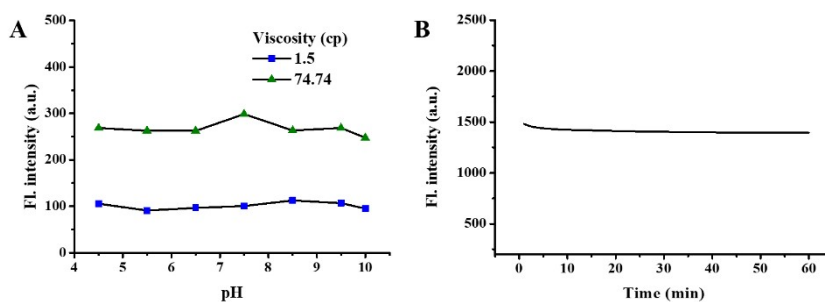 A
Viscosity (cp)
1.5
74.74
500
400
300
200
100
0
Fl. intensity (a.u.)
4 5 6 7 8 9 10
pH
B
2500
2000
1500
1000
500
Fl. intensity (a.u.)
0 10 20 30 40 50 60
Time (min)